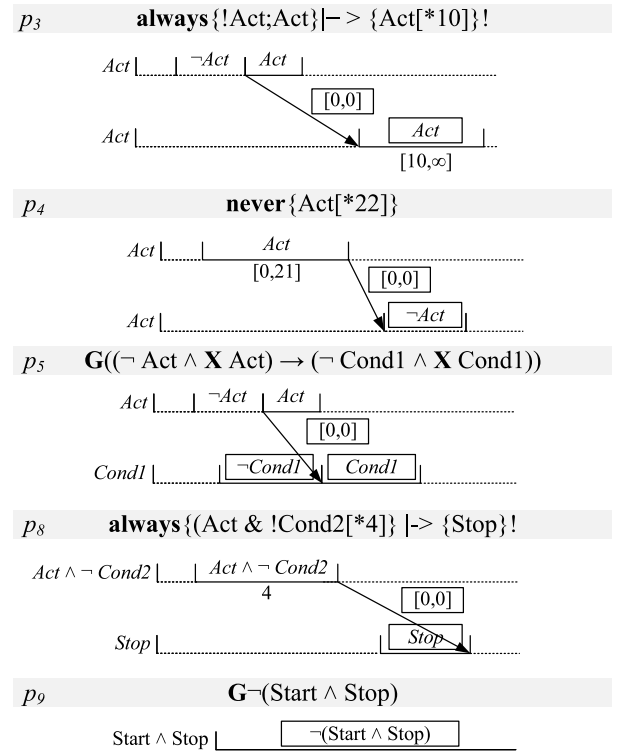 p3 always{!Act;Act}|− > {Act[*10]}!
Act ¬Act Act
[0,0]
Act Act
[10,∞]
p4 never{Act[*22]}
Act Act
[0,21] [0,0]
Act ¬Act
p5 G((¬ Act ∧ X Act) → (¬ Cond1 ∧ X Cond1))
Act ¬Act Act
[0,0]
Cond1 ¬Cond1 Cond1
p8 always{(Act & !Cond2[*4]} |-> {Stop}!
Act ∧ ¬ Cond2 Act ∧ ¬ Cond2
4 [0,0]
Stop Stop
p9 G¬(Start ∧ Stop)
Start ∧ Stop ¬(Start ∧ Stop)